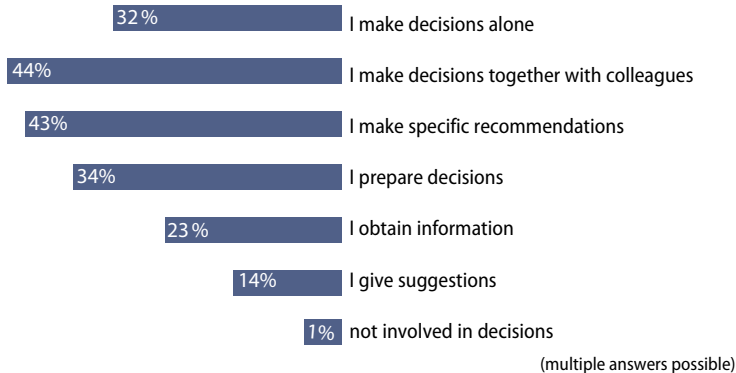 32% I make decisions alone
44% I make decisions together with colleagues
43% I make specific recommendations
34% I prepare decisions
23% I obtain information
14% I give suggestions
1% not involved in decisions
(multiple answers possible)